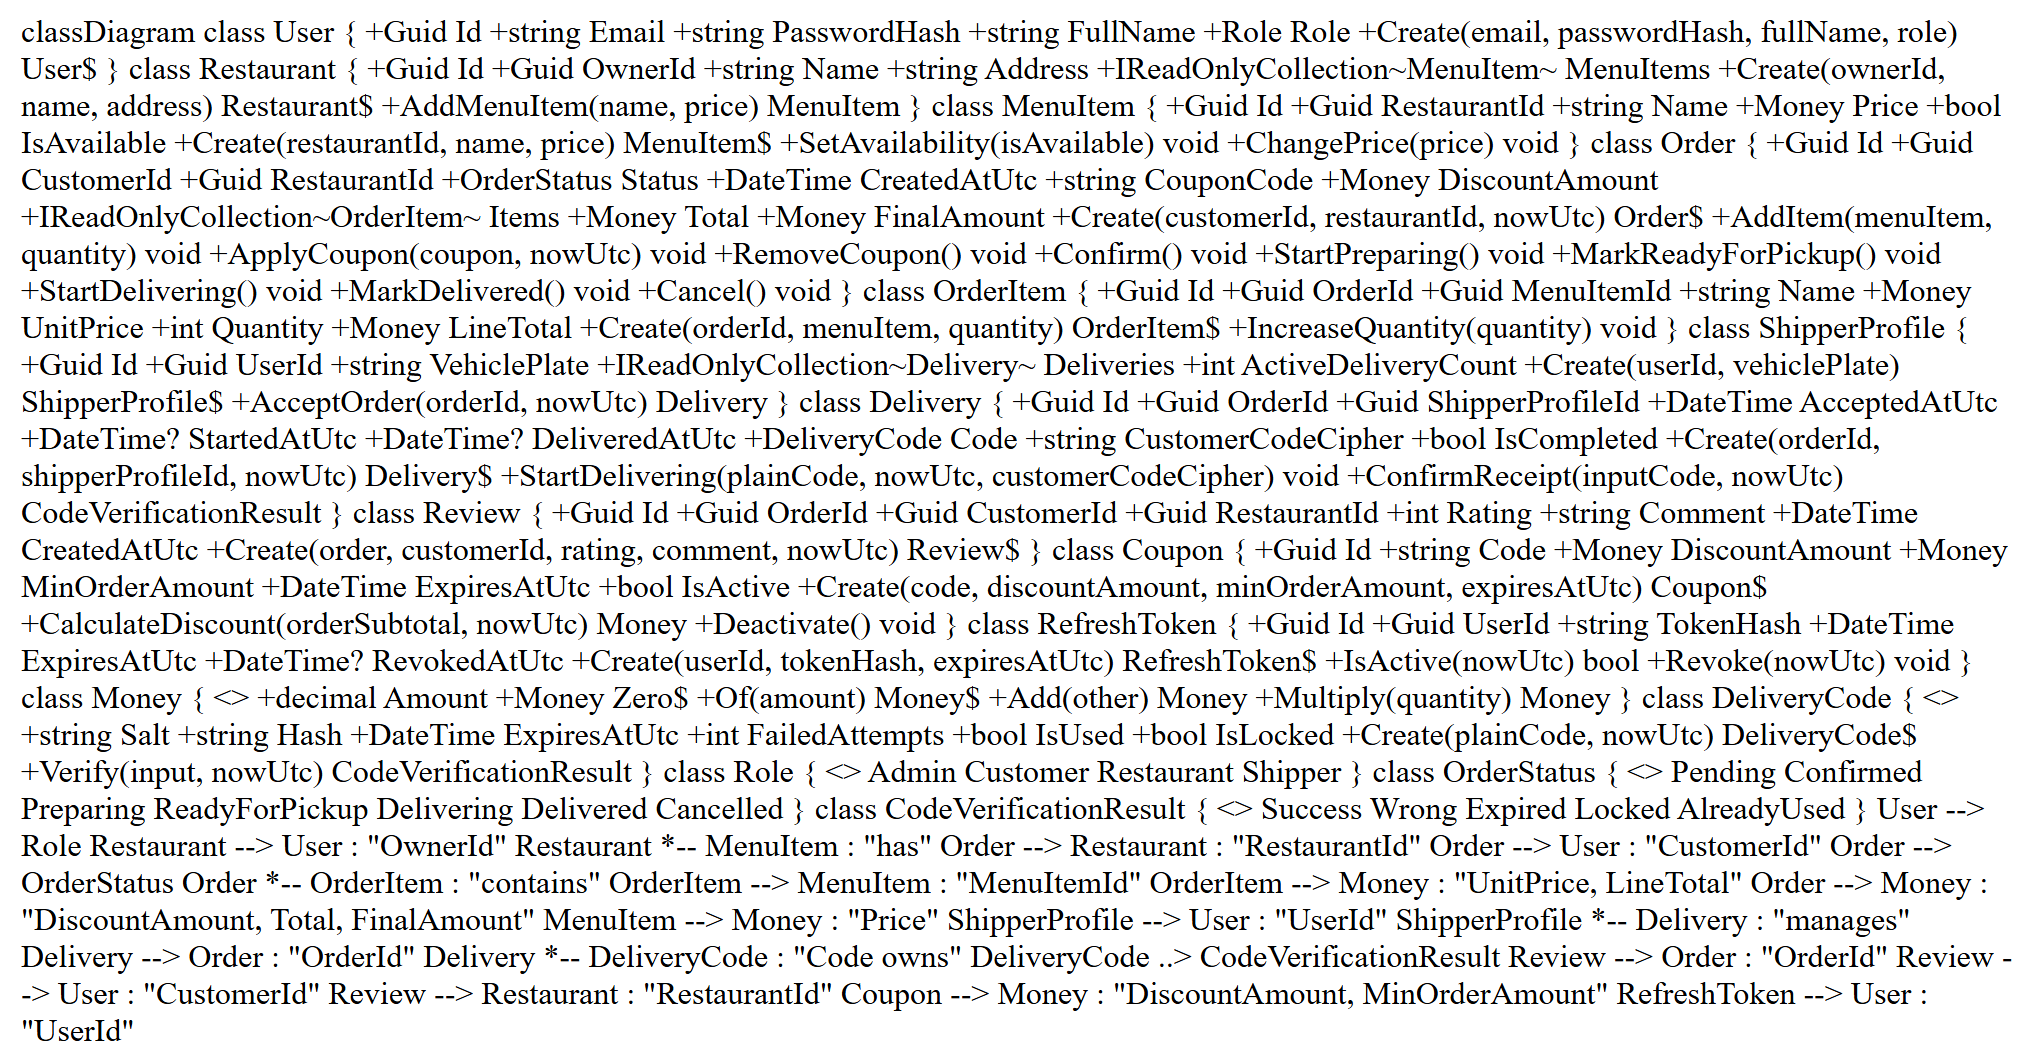 classDiagram class User { +Guid Id +string Email +string PasswordHash +string FullName +Role Role +Create(email, passwordHash, fullName, role)
User$ } class Restaurant { +Guid Id +Guid OwnerId +string Name +string Address +IReadOnlyCollection~MenuItem~ MenuItems +Create(ownerId,
name, address) Restaurant$ +AddMenuItem(name, price) MenuItem } class MenuItem { +Guid Id +Guid RestaurantId +string Name +Money Price +bool
IsAvailable +Create(restaurantId, name, price) MenuItem$ +SetAvailability(isAvailable) void +ChangePrice(price) void } class Order { +Guid Id +Guid
CustomerId +Guid RestaurantId +OrderStatus Status +DateTime CreatedAtUtc +string CouponCode +Money DiscountAmount
+IReadOnlyCollection~OrderItem~ Items +Money Total +Money FinalAmount +Create(customerId, restaurantId, nowUtc) Order$ +AddItem(menuItem,
quantity) void +ApplyCoupon(coupon, nowUtc) void +RemoveCoupon() void +Confirm() void +StartPreparing() void +MarkReadyForPickup() void
+StartDelivering() void +MarkDelivered() void +Cancel() void } class OrderItem { +Guid Id +Guid OrderId +Guid MenuItemId +string Name +Money
UnitPrice +int Quantity +Money LineTotal +Create(orderId, menuItem, quantity) OrderItem$ +IncreaseQuantity(quantity) void } class ShipperProfile {
+Guid Id +Guid UserId +string VehiclePlate +IReadOnlyCollection~Delivery~ Deliveries +int ActiveDeliveryCount +Create(userId, vehiclePlate)
ShipperProfile$ +AcceptOrder(orderId, nowUtc) Delivery } class Delivery { +Guid Id +Guid OrderId +Guid ShipperProfileId +DateTime AcceptedAtUtc
+DateTime? StartedAtUtc +DateTime? DeliveredAtUtc +DeliveryCode Code +string CustomerCodeCipher +bool IsCompleted +Create(orderId,
shipperProfileId, nowUtc) Delivery$ +StartDelivering(plainCode, nowUtc, customerCodeCipher) void +ConfirmReceipt(inputCode, nowUtc)
CodeVerificationResult } class Review { +Guid Id +Guid OrderId +Guid CustomerId +Guid RestaurantId +int Rating +string Comment +DateTime
CreatedAtUtc +Create(order, customerId, rating, comment, nowUtc) Review$ } class Coupon { +Guid Id +string Code +Money DiscountAmount +Money
MinOrderAmount +DateTime ExpiresAtUtc +bool IsActive +Create(code, discountAmount, minOrderAmount, expiresAtUtc) Coupon$
+CalculateDiscount(orderSubtotal, nowUtc) Money +Deactivate() void } class RefreshToken { +Guid Id +Guid UserId +string TokenHash +DateTime
ExpiresAtUtc +DateTime? RevokedAtUtc +Create(userId, tokenHash, expiresAtUtc) RefreshToken$ +IsActive(nowUtc) bool +Revoke(nowUtc) void }
class Money { <> +decimal Amount +Money Zero$ +Of(amount) Money$ +Add(other) Money +Multiply(quantity) Money } class DeliveryCode { <>
+string Salt +string Hash +DateTime ExpiresAtUtc +int FailedAttempts +bool IsUsed +bool IsLocked +Create(plainCode, nowUtc) DeliveryCode$
+Verify(input, nowUtc) CodeVerificationResult } class Role { <> Admin Customer Restaurant Shipper } class OrderStatus { <> Pending Confirmed
Preparing ReadyForPickup Delivering Delivered Cancelled } class CodeVerificationResult { <> Success Wrong Expired Locked AlreadyUsed } User -->
Role Restaurant --> User : "OwnerId" Restaurant *-- MenuItem : "has" Order --> Restaurant : "RestaurantId" Order --> User : "CustomerId" Order -->
OrderStatus Order *-- OrderItem : "contains" OrderItem --> MenuItem : "MenuItemId" OrderItem --> Money : "UnitPrice, LineTotal" Order --> Money :
"DiscountAmount, Total, FinalAmount" MenuItem --> Money : "Price" ShipperProfile --> User : "UserId" ShipperProfile *-- Delivery : "manages"
Delivery --> Order : "OrderId" Delivery *-- DeliveryCode : "Code owns" DeliveryCode ..> CodeVerificationResult Review --> Order : "OrderId" Review -
-> User : "CustomerId" Review --> Restaurant : "RestaurantId" Coupon --> Money : "DiscountAmount, MinOrderAmount" RefreshToken --> User :
"UserId"